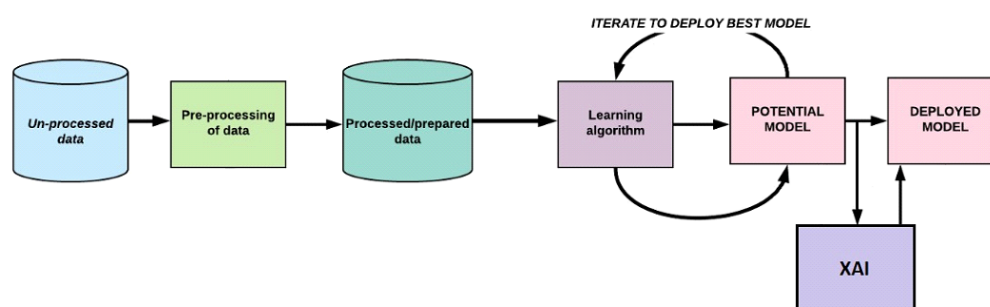 ITERATE TO DEPLOY BEST MODEL
Un-processed
data
Pre-processing
of data
Processed/prepared
data
Learning
algorithm
POTENTIAL
MODEL
DEPLOYED
MODEL
XAI